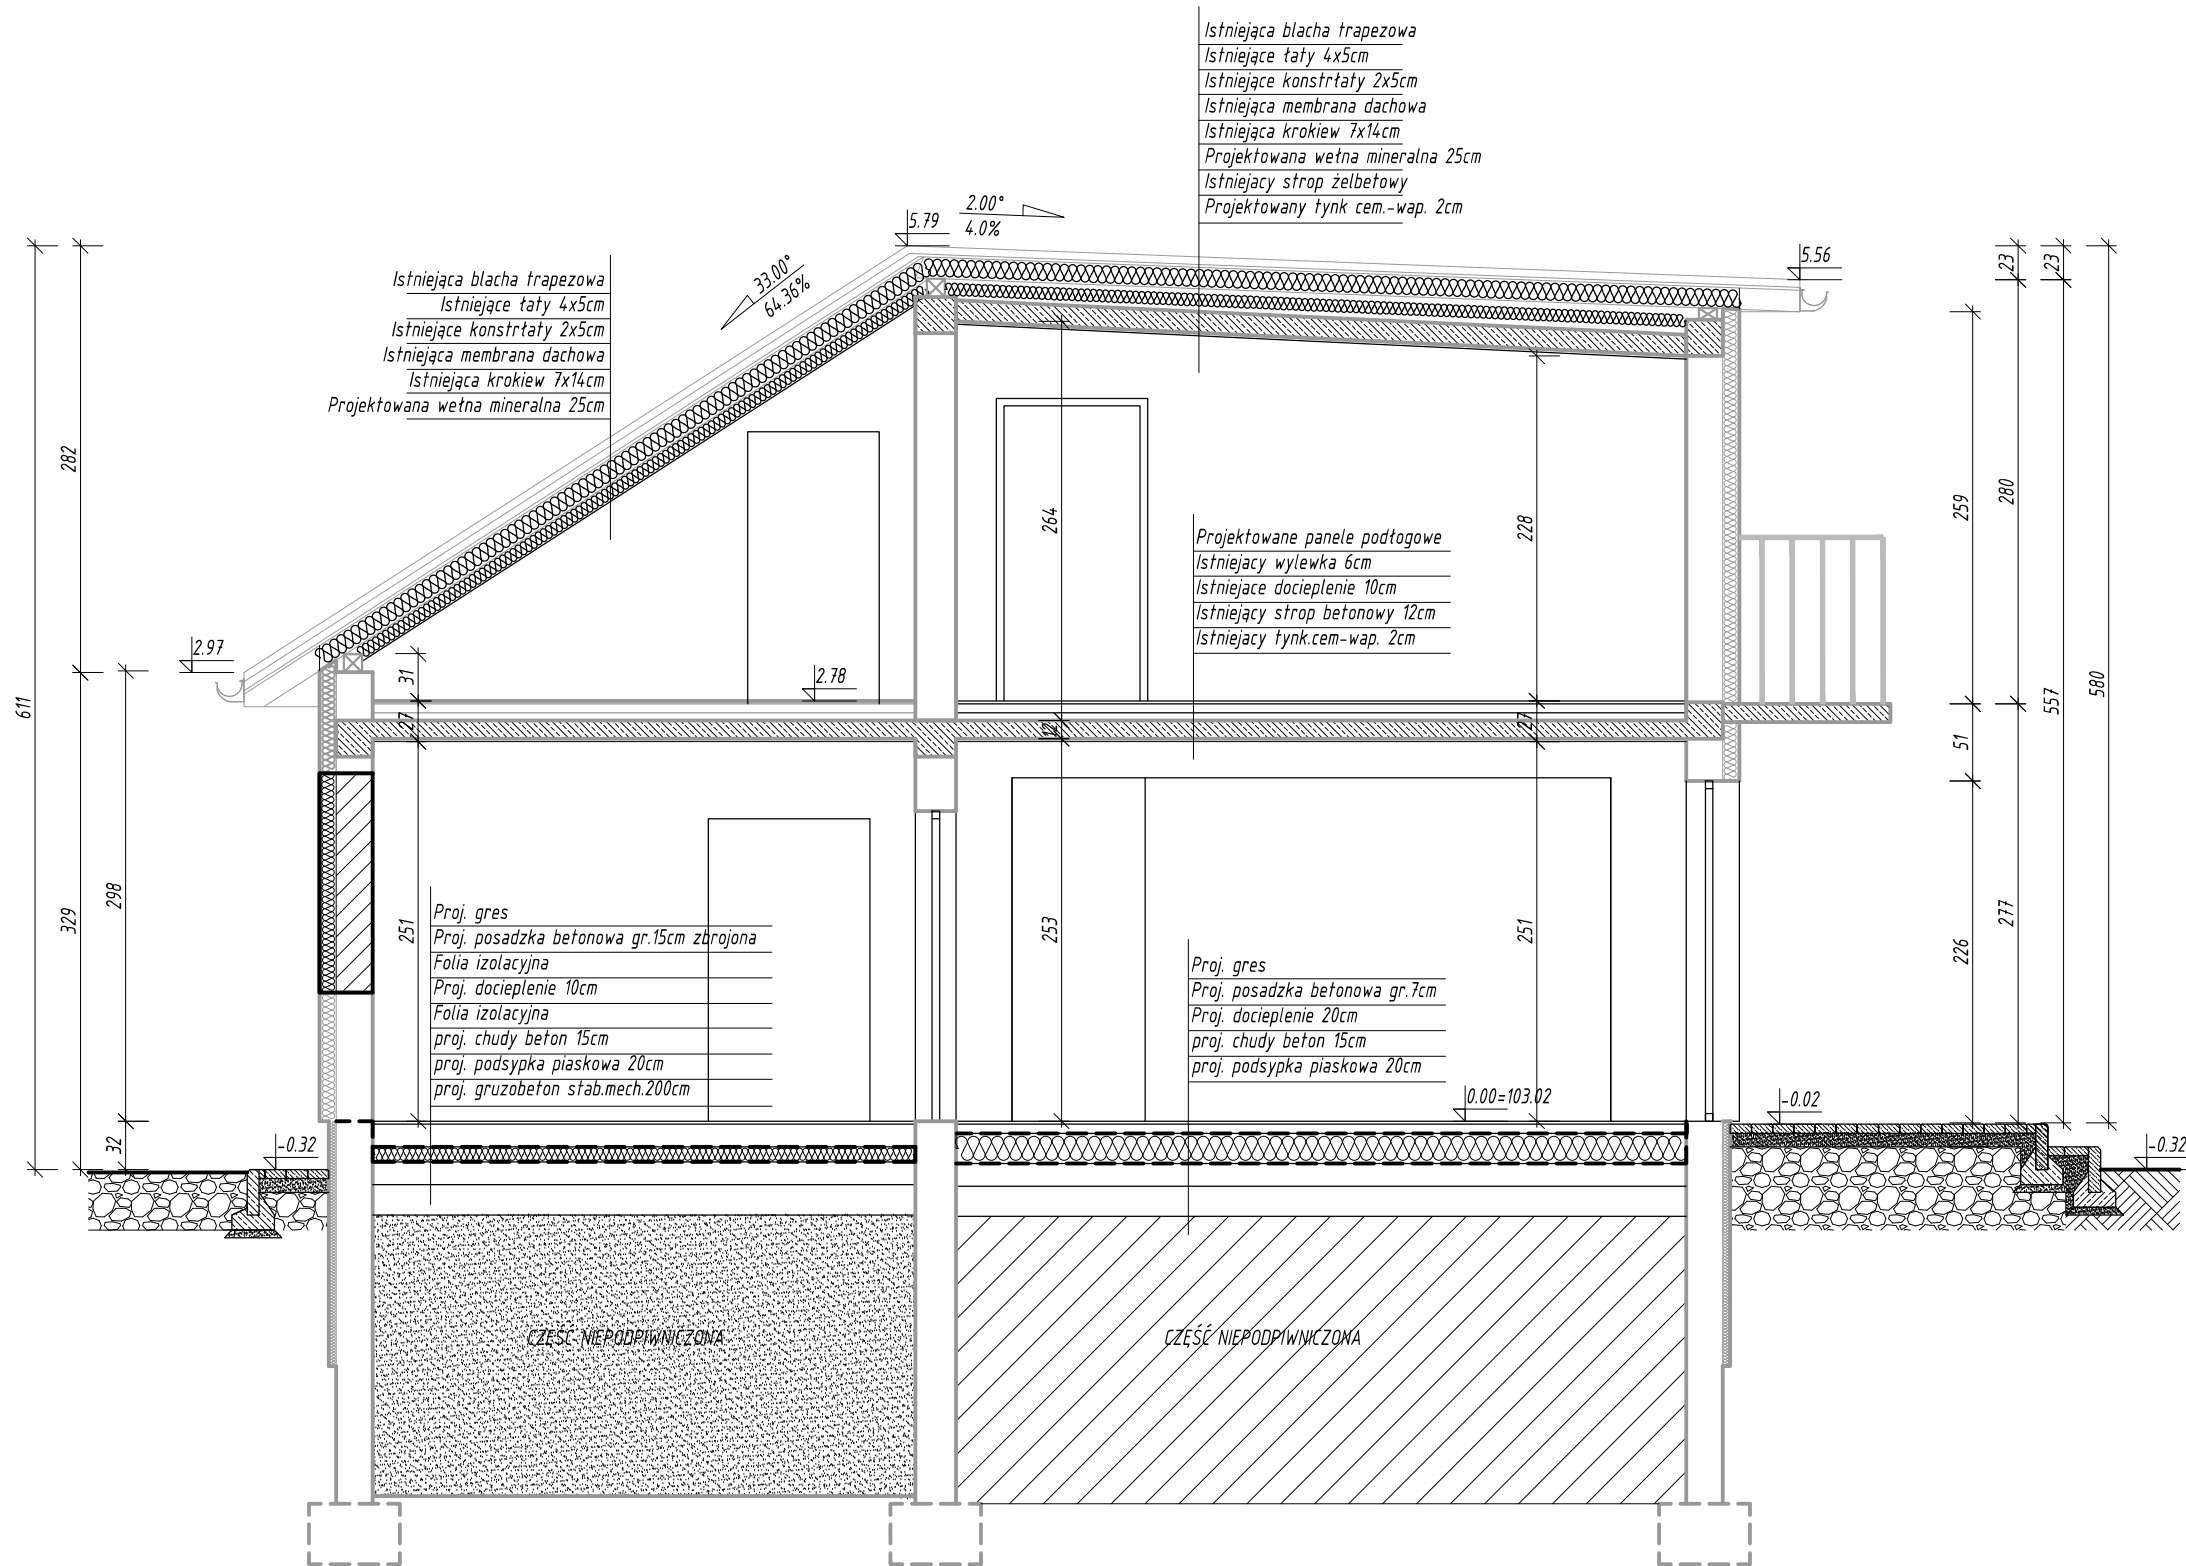 Istniejąca blacha trapezowa
Istniejące łaty 4x5cm
Istniejące konstrłaty 2x5cm
Istniejąca membrana dachowa
Istniejąca krokiew 7x14cm
Projektowana wełna mineralna 25cm
Istniejacy strop żelbetowy
Projektowany tynk cem.-wap. 2cm
5.79
2.00°
4.0%
33.00°
64.36%
5.56
23
23
Istniejąca blacha trapezowa
Istniejące łaty 4x5cm
Istniejące konstrłaty 2x5cm
Istniejąca membrana dachowa
Istniejąca krokiew 7x14cm
Projektowana wełna mineralna 25cm
282
264
228
259
280
Projektowane panele podłogowe
Istniejacy wylewka 6cm
Istniejace docieplenie 10cm
Istniejący strop betonowy 12cm
Istniejacy tynk.cem-wap. 2cm
2.97
31
2.78
611
27
12
27
51
557
580
329
298
251
253
251
226
277
Proj. gres
Proj. posadzka betonowa gr.15cm zbrojona
Folia izolacyjna
Proj. docieplenie 10cm
Folia izolacyjna
proj. chudy beton 15cm
proj. podsypka piaskowa 20cm
proj. gruzobeton stab.mech.200cm
Proj. gres
Proj. posadzka betonowa gr.7cm
Proj. docieplenie 20cm
proj. chudy beton 15cm
proj. podsypka piaskowa 20cm
0.00=103.02
-0.02
32
-0.32
-0.32
CZĘŚĆ NIEPODPIWNICZONA
CZĘŚĆ NIEPODPIWNICZONA